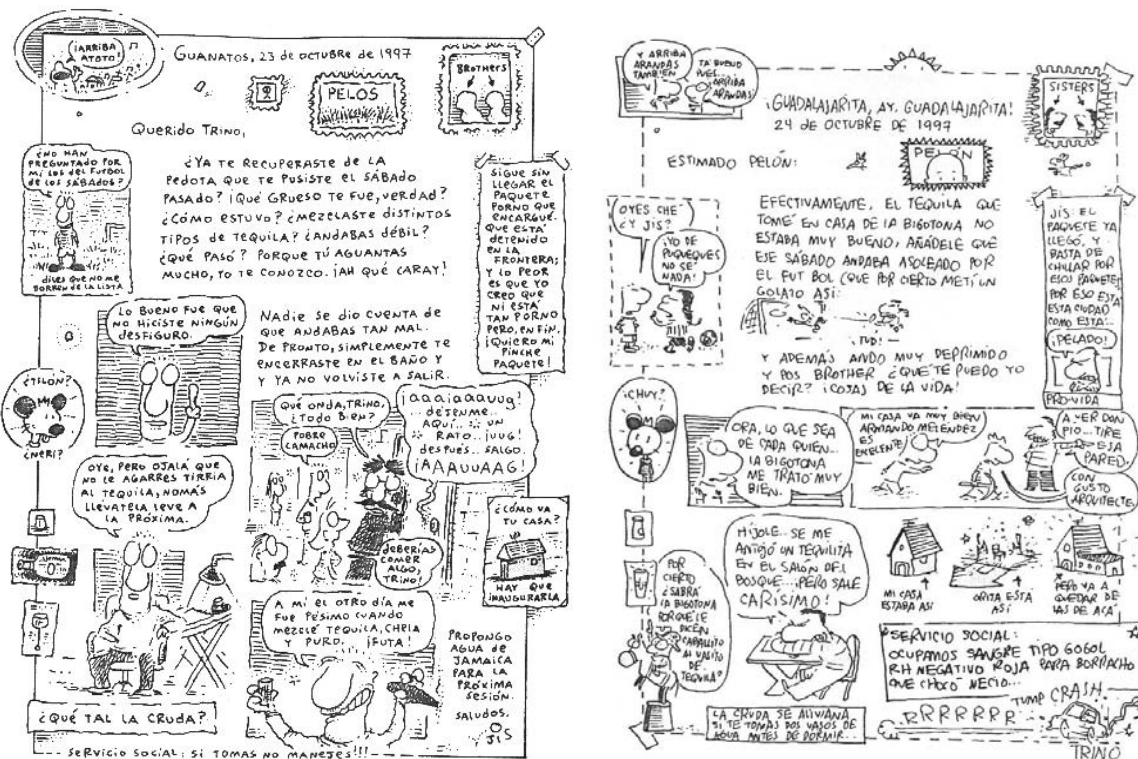 ¡ARRIBA
ATOTO!
GUANATOS, 23 de OCTUBRE de 1997
PELOS
BROTHERS
QUERIDO TRINO,
¿NO HAN
PREGUNTADO POR
MI LOS DEL FUTBOL
DE LOS SÁBADOS?
DILES QUE NO ME
BORREN DE LA LISTA
¿YA TE RECUPERASTE DE LA
PEDOTA QUE TE PUSISTE EL SÁBADO
PASADO? ¡QUÉ GRUESO TE FUE, VERDAD?
¿CÓMO ESTUVO? ¿MEZCLASTE DISTINTOS
TIPOS DE TEQUILA? ¿ANDABAS DÉBIL?
¿QUÉ PASÓ? PORQUE TÚ AGUANTAS
MUCHO, YO TE CONOZCO. ¡AH QUÉ CARAY!
SIGUE SIN
LLEGAR EL
PAQUETE
PORNO QUE
ENCARGUÉ.
QUE ESTÁ
DETENIDO
EN LA
FRONTERA;
Y LO PEOR
ES QUE YO
CREO QUE
NI ESTÁ
TAN PORNO
PERO, EN FIN,
¡QUIERO MI
PINCHE
PAQUETE!
LO BUENO FUE QUE
NO HICISTE NINGÚN
DESFIGURO.
NADIE SE DIO CUENTA DE
QUE ANDABAS TAN MAL.
DE PRONTO, SIMPLEMENTE TE
ENCERRASTE EN EL BAÑO Y
Y YA NO VOLVISTE A SALIR.
¿TLLON?
¿NERI?
QUÉ ONDA, TRINO,
¿TODO BIEN?
POBRE
CAMACHO
¡aaaiaaauug!
DEJENME..
AQUÍ... UN
RATO.. ¡UUG!
DESPUÉS.. SALGO.
¡AAAUUAAG!
DEBERÍAS
COMER
ALGO,
TRINO!
OYE, PERO OJALÁ QUE
NO LE AGARRES TIRRIA
AL TEQUILA, NOMÁS
LLÉVATELA LEVE A
LA PRÓXIMA.
¿CÓMO VA
TU CASA?
HAY QUE
INAUGURARLA
A MI EL OTRO DÍA ME
FUE PÉSIMO CUANDO
MEZCLÉ TEQUILA, CHELA
Y PURO. ¡FUTA!
PROPONGO
AGUA DE
JAMAICA
PARA LA
PRÓXIMA
SESIÓN.
SALUDOS.
JIS
¿QUÉ TAL LA CRUDA?
SERVICIO SOCIAL: SI TOMAS NO MANEJES!!!
Y ARRIBA
ARANDAS
TAMBIÉN
TA BUENO
PUES...
ARRIBA
ARANDAS
¡GUADALAJARITA, AY, GUADALAJARITA!
24 DE OCTUBRE DE 1997
SISTERS
ESTIMADO PELÓN:
PELÓN
OYES CHE
¿Y JIS?
¡YO DE
PUQUEQUES
NO SÉ
NADA!
EFECTIVAMENTE, EL TEQUILA QUE
TOMÉ EN CASA DE LA BIGOTONA NO
ESTABA MUY BUENO, AÑÁDELE QUE
ESE SÁBADO ANDABA ASOLEADO POR
EL FUT BOL (QUE POR CIERTO METÍ UN
GOLAZO ASÍ:
¡TUD!
Y ADEMÁS ANDO MUY DEPRIMIDO
Y POS BROTHER ¿QUÉ TE PUEDO YO
DECIR? ¡COSAS DE LA VIDA!
JIS: EL
PAQUETE YA
LLEGÓ, Y
BASTA DE
CHILLAR POR
ESOS PAQUETES
POR ESO ESTA
ESTA CIUDAD
COMO ESTA..
¡PELADO!
PRO-VIDA
¿CHUY?
ORA, LO QUE SEA
DE CADA QUIEN...
LA BIGOTONA
ME TRATÓ MUY
BIEN.
MI CASA VA MUY BIEN
ARMANDO MELÉNDEZ
ES
EXELENTE
A VER DON
PIO... TIRE
ESA
PARED.
CON
GUSTO
ARQUITECTE
HÍJOLE.. SE ME
ANTOJÓ UN TEQUILITA
EN EL SALÓN DEL
BOSQUE...PERO SALE
CARÍSIMO!
MI CASA
ESTABA ASÍ
ORITA ESTÁ
ASÍ
PERO VA A
QUEDAR DE
LAS DE ACÁ
POR
CIERTO
¿SABRÁ
LA BIGOTONA
PORQUE LE
DICEN
CABALLITO
AL VASITO
DE
TEQUILA?
SERVICIO SOCIAL:
OCUPAMOS SANGRE TIPO GOGOL
RH NEGATIVO ROJA PARA BORRACHO
QUE CHOCÓ NECIO...
LA CRUDA SE ALIVIANA
SI TE TOMAS DOS VASOS DE
AGUA ANTES DE DORMIR...
RRRRRRR
TUMP CRASH
TRINO